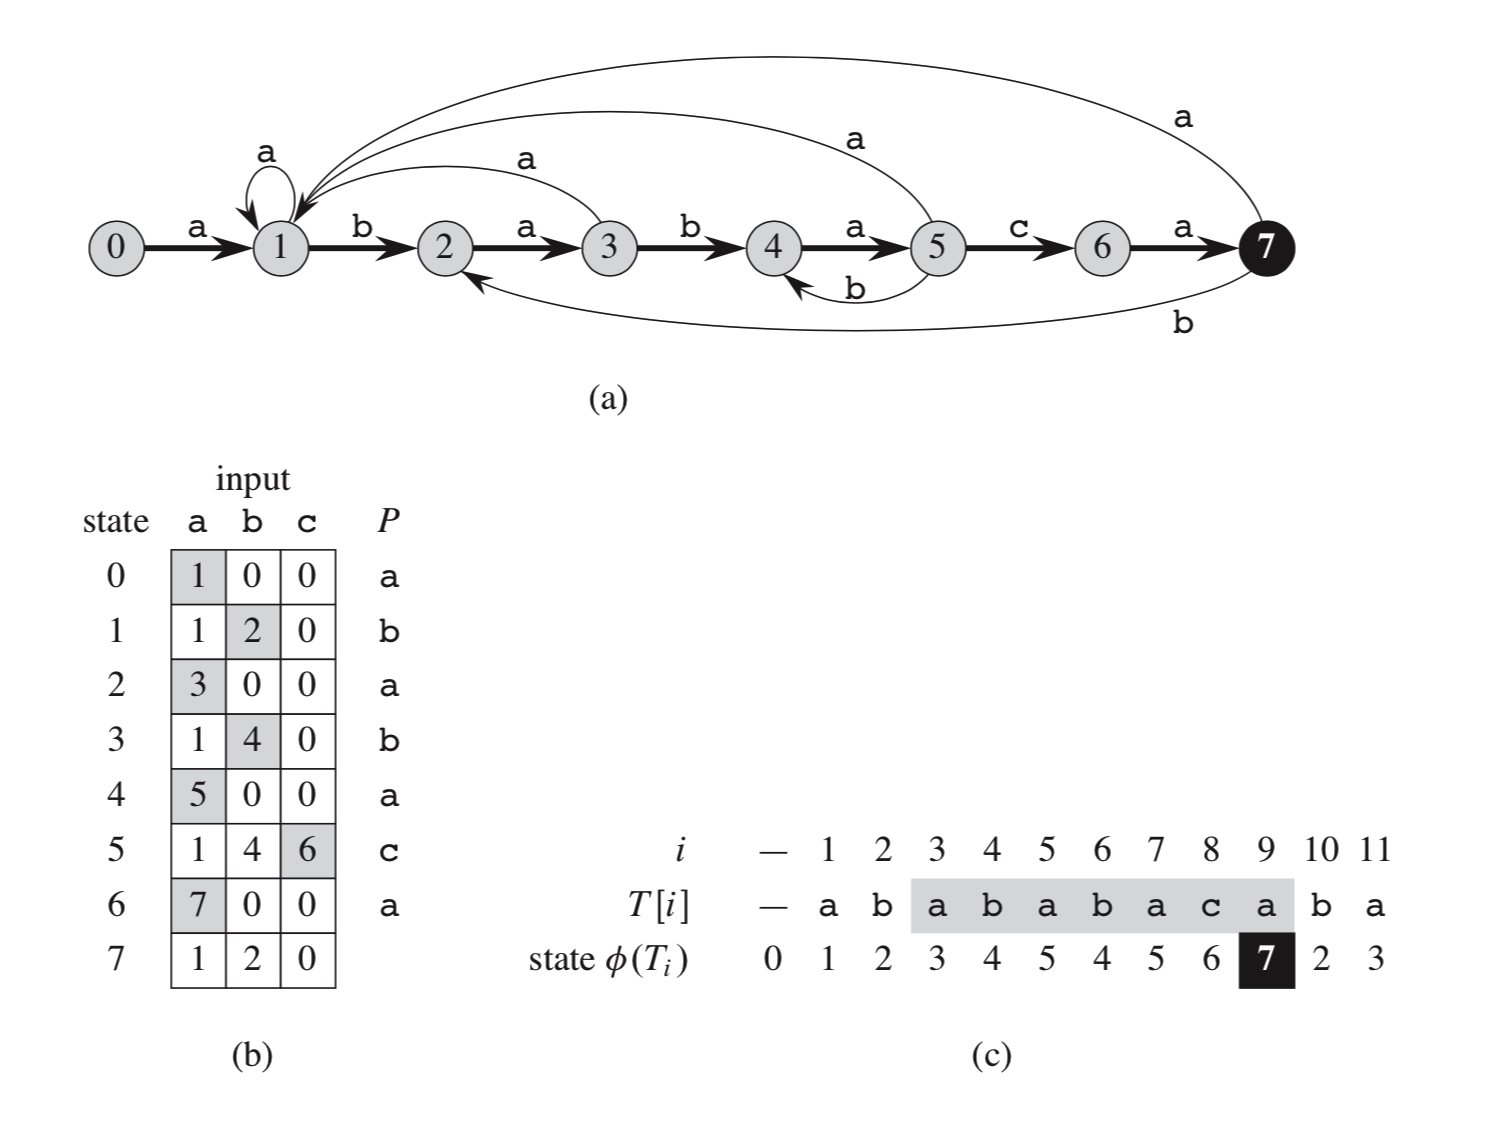 a
a
a
a
0 a 1 b 2 a 3 b 4 a 5 c 6 a 7
b
b
(a)
input
state a b c P
0 1 0 0 a
1 1 2 0 b
2 3 0 0 a
3 1 4 0 b
4 5 0 0 a
5 1 4 6 c
6 7 0 0 a
7 1 2 0
(b)
i — 1 2 3 4 5 6 7 8 9 10 11
T[i] — a b a b a b a c a b a
state ϕ(Tᵢ) 0 1 2 3 4 5 4 5 6 7 2 3
(c)